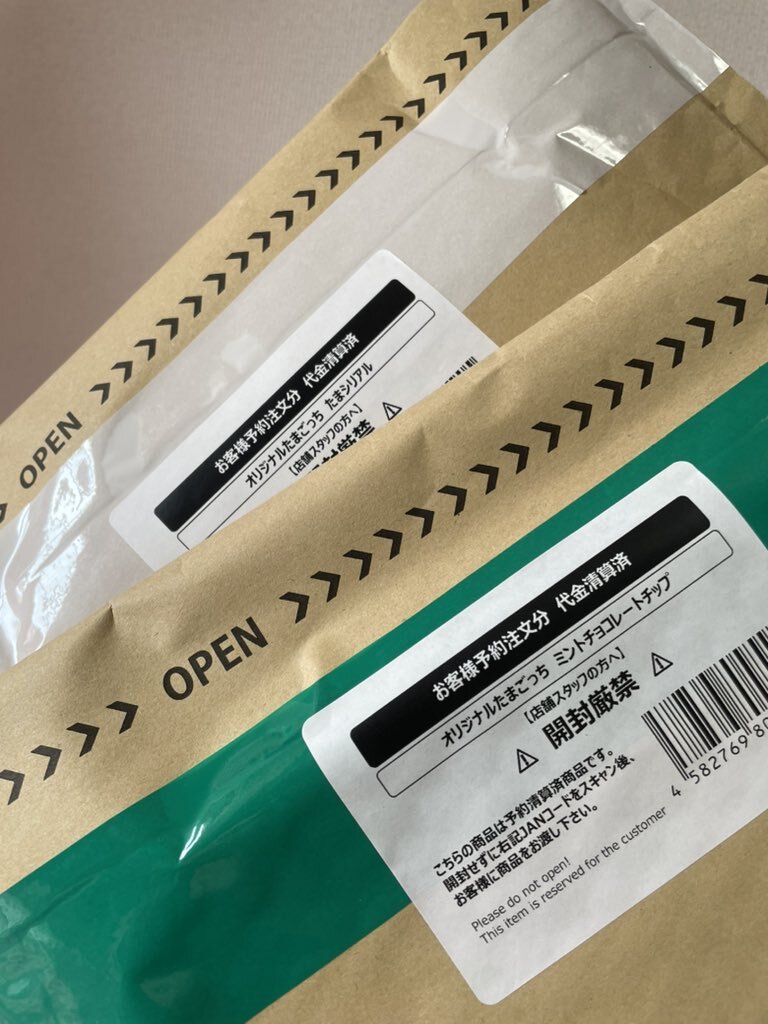 OPEN
お客様予約注文分 代金清算済
オリジナルたまごっち たまシリアル
【店舗スタッフの方へ】
OPEN
お客様予約注文分 代金清算済
オリジナルたまごっち ミントチョコレートチップ
【店舗スタッフの方へ】
開封厳禁
こちらの商品は予約清算済商品です。
開封せずに右記JANコードをスキャン後、
お客様に商品をお渡し下さい。
Please do not open!
This item is reserved for the customer
4 582769 80